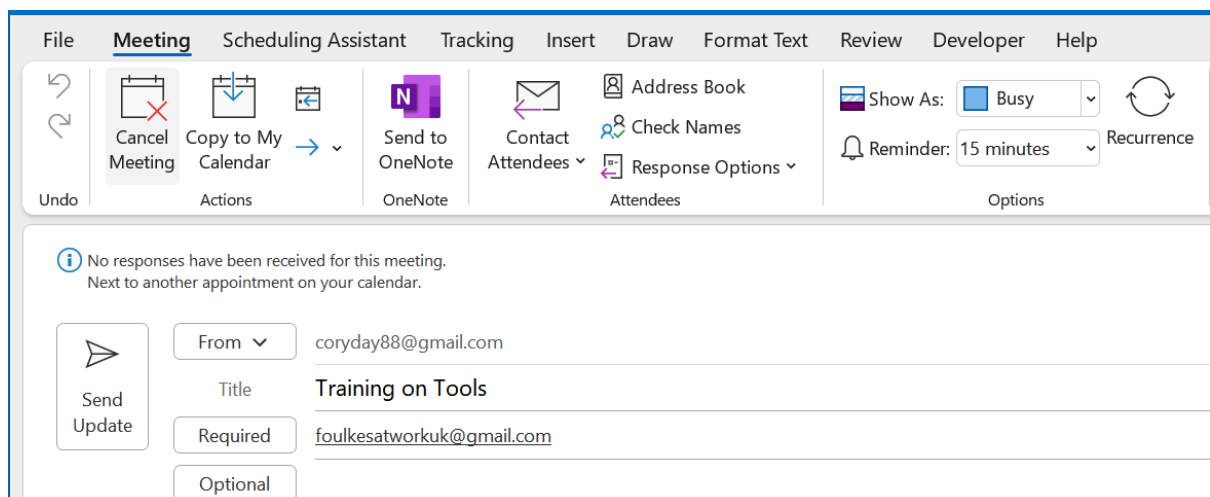 File Meeting Scheduling Assistant Tracking Insert Draw Format Text Review Developer Help
Cancel Meeting
Copy to My Calendar
N
Send to OneNote
Contact Attendees
Address Book
Check Names
Response Options
Show As: Busy
Reminder: 15 minutes
Recurrence
Undo Actions OneNote Attendees Options
No responses have been received for this meeting.
Next to another appointment on your calendar.
Send Update
From coryday88@gmail.com
Title Training on Tools
Required foulkesatworkuk@gmail.com
Optional